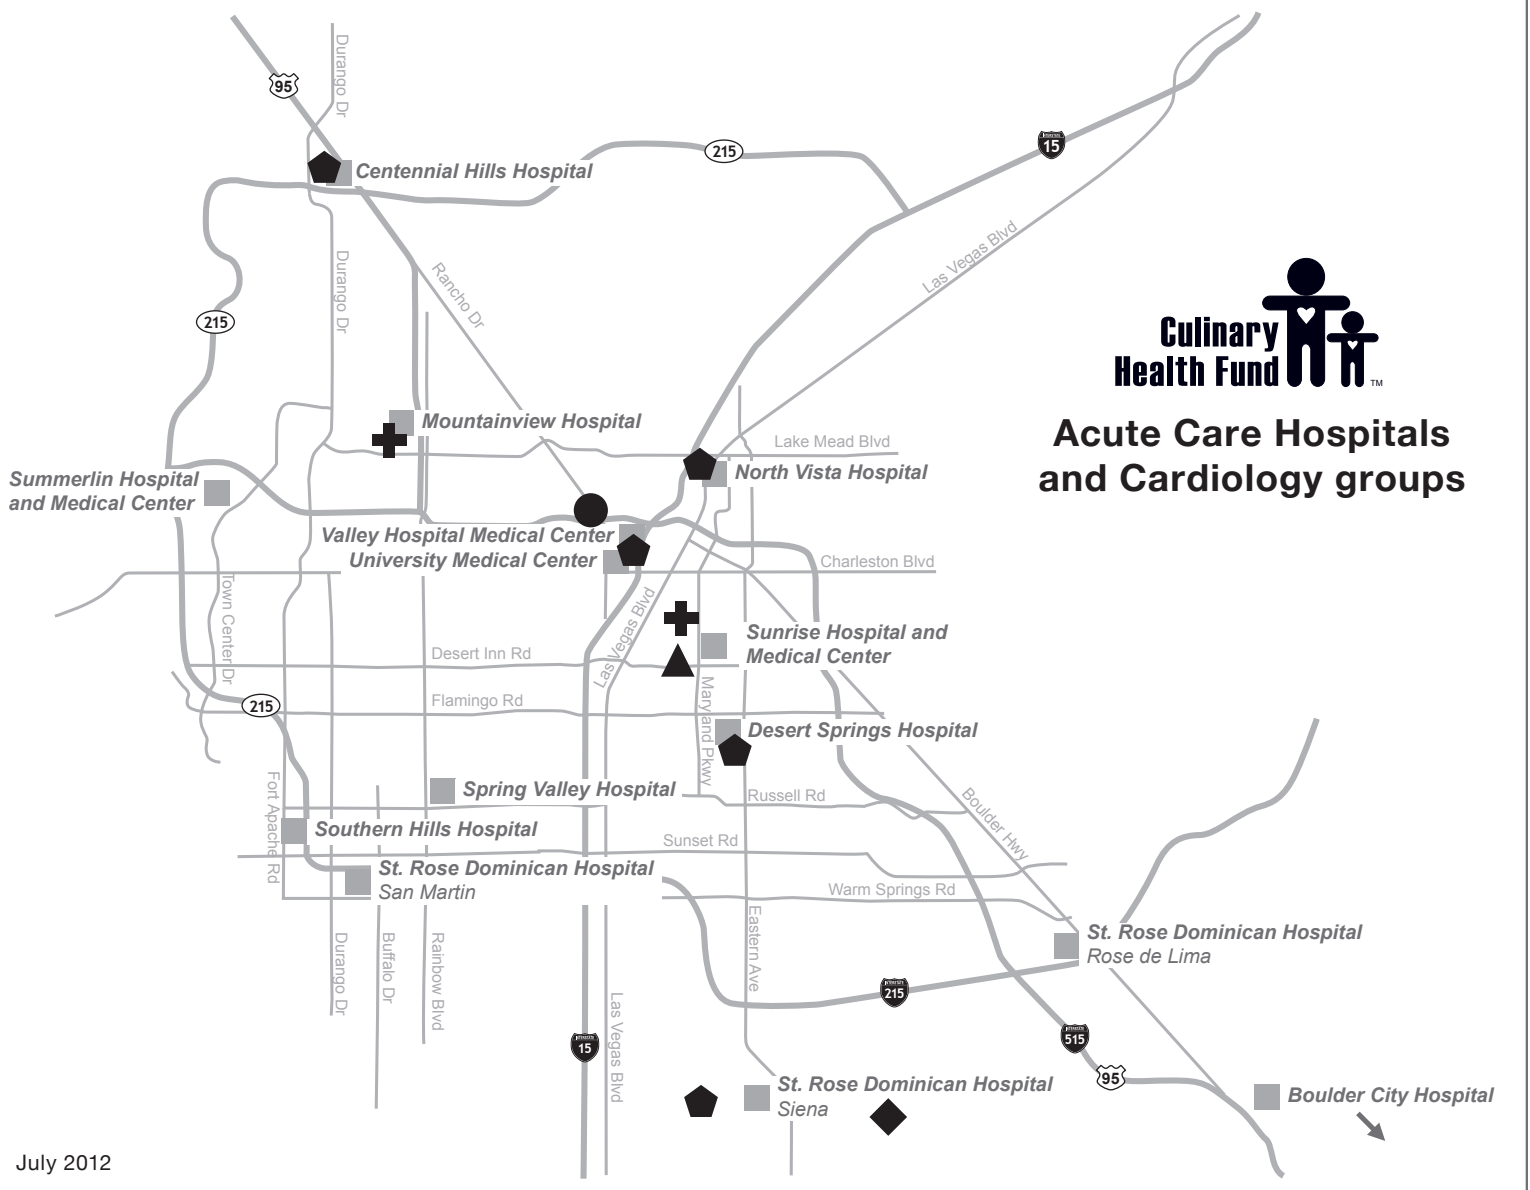 Durango Dr
95
215
15
Centennial Hills Hospital
Las Vegas Blvd
Durango Dr
Rancho Dr
215
Culinary
Health Fund
TM
Acute Care Hospitals
and Cardiology groups
Mountainview Hospital
Lake Mead Blvd
North Vista Hospital
Summerlin Hospital
and Medical Center
Valley Hospital Medical Center
University Medical Center
Charleston Blvd
Town Center Dr
Las Vegas Blvd
Sunrise Hospital and
Medical Center
Desert Inn Rd
Flamingo Rd
215
Maryland Pkwy
Desert Springs Hospital
Fort Apache Rd
Spring Valley Hospital
Russell Rd
Boulder Hwy
Southern Hills Hospital
Sunset Rd
St. Rose Dominican Hospital
San Martin
Warm Springs Rd
Eastern Ave
St. Rose Dominican Hospital
Rose de Lima
Durango Dr
Buffalo Dr
Rainbow Blvd
INTERSTATE
215
Las Vegas Blvd
15
515
95
St. Rose Dominican Hospital
Siena
Boulder City Hospital
July 2012